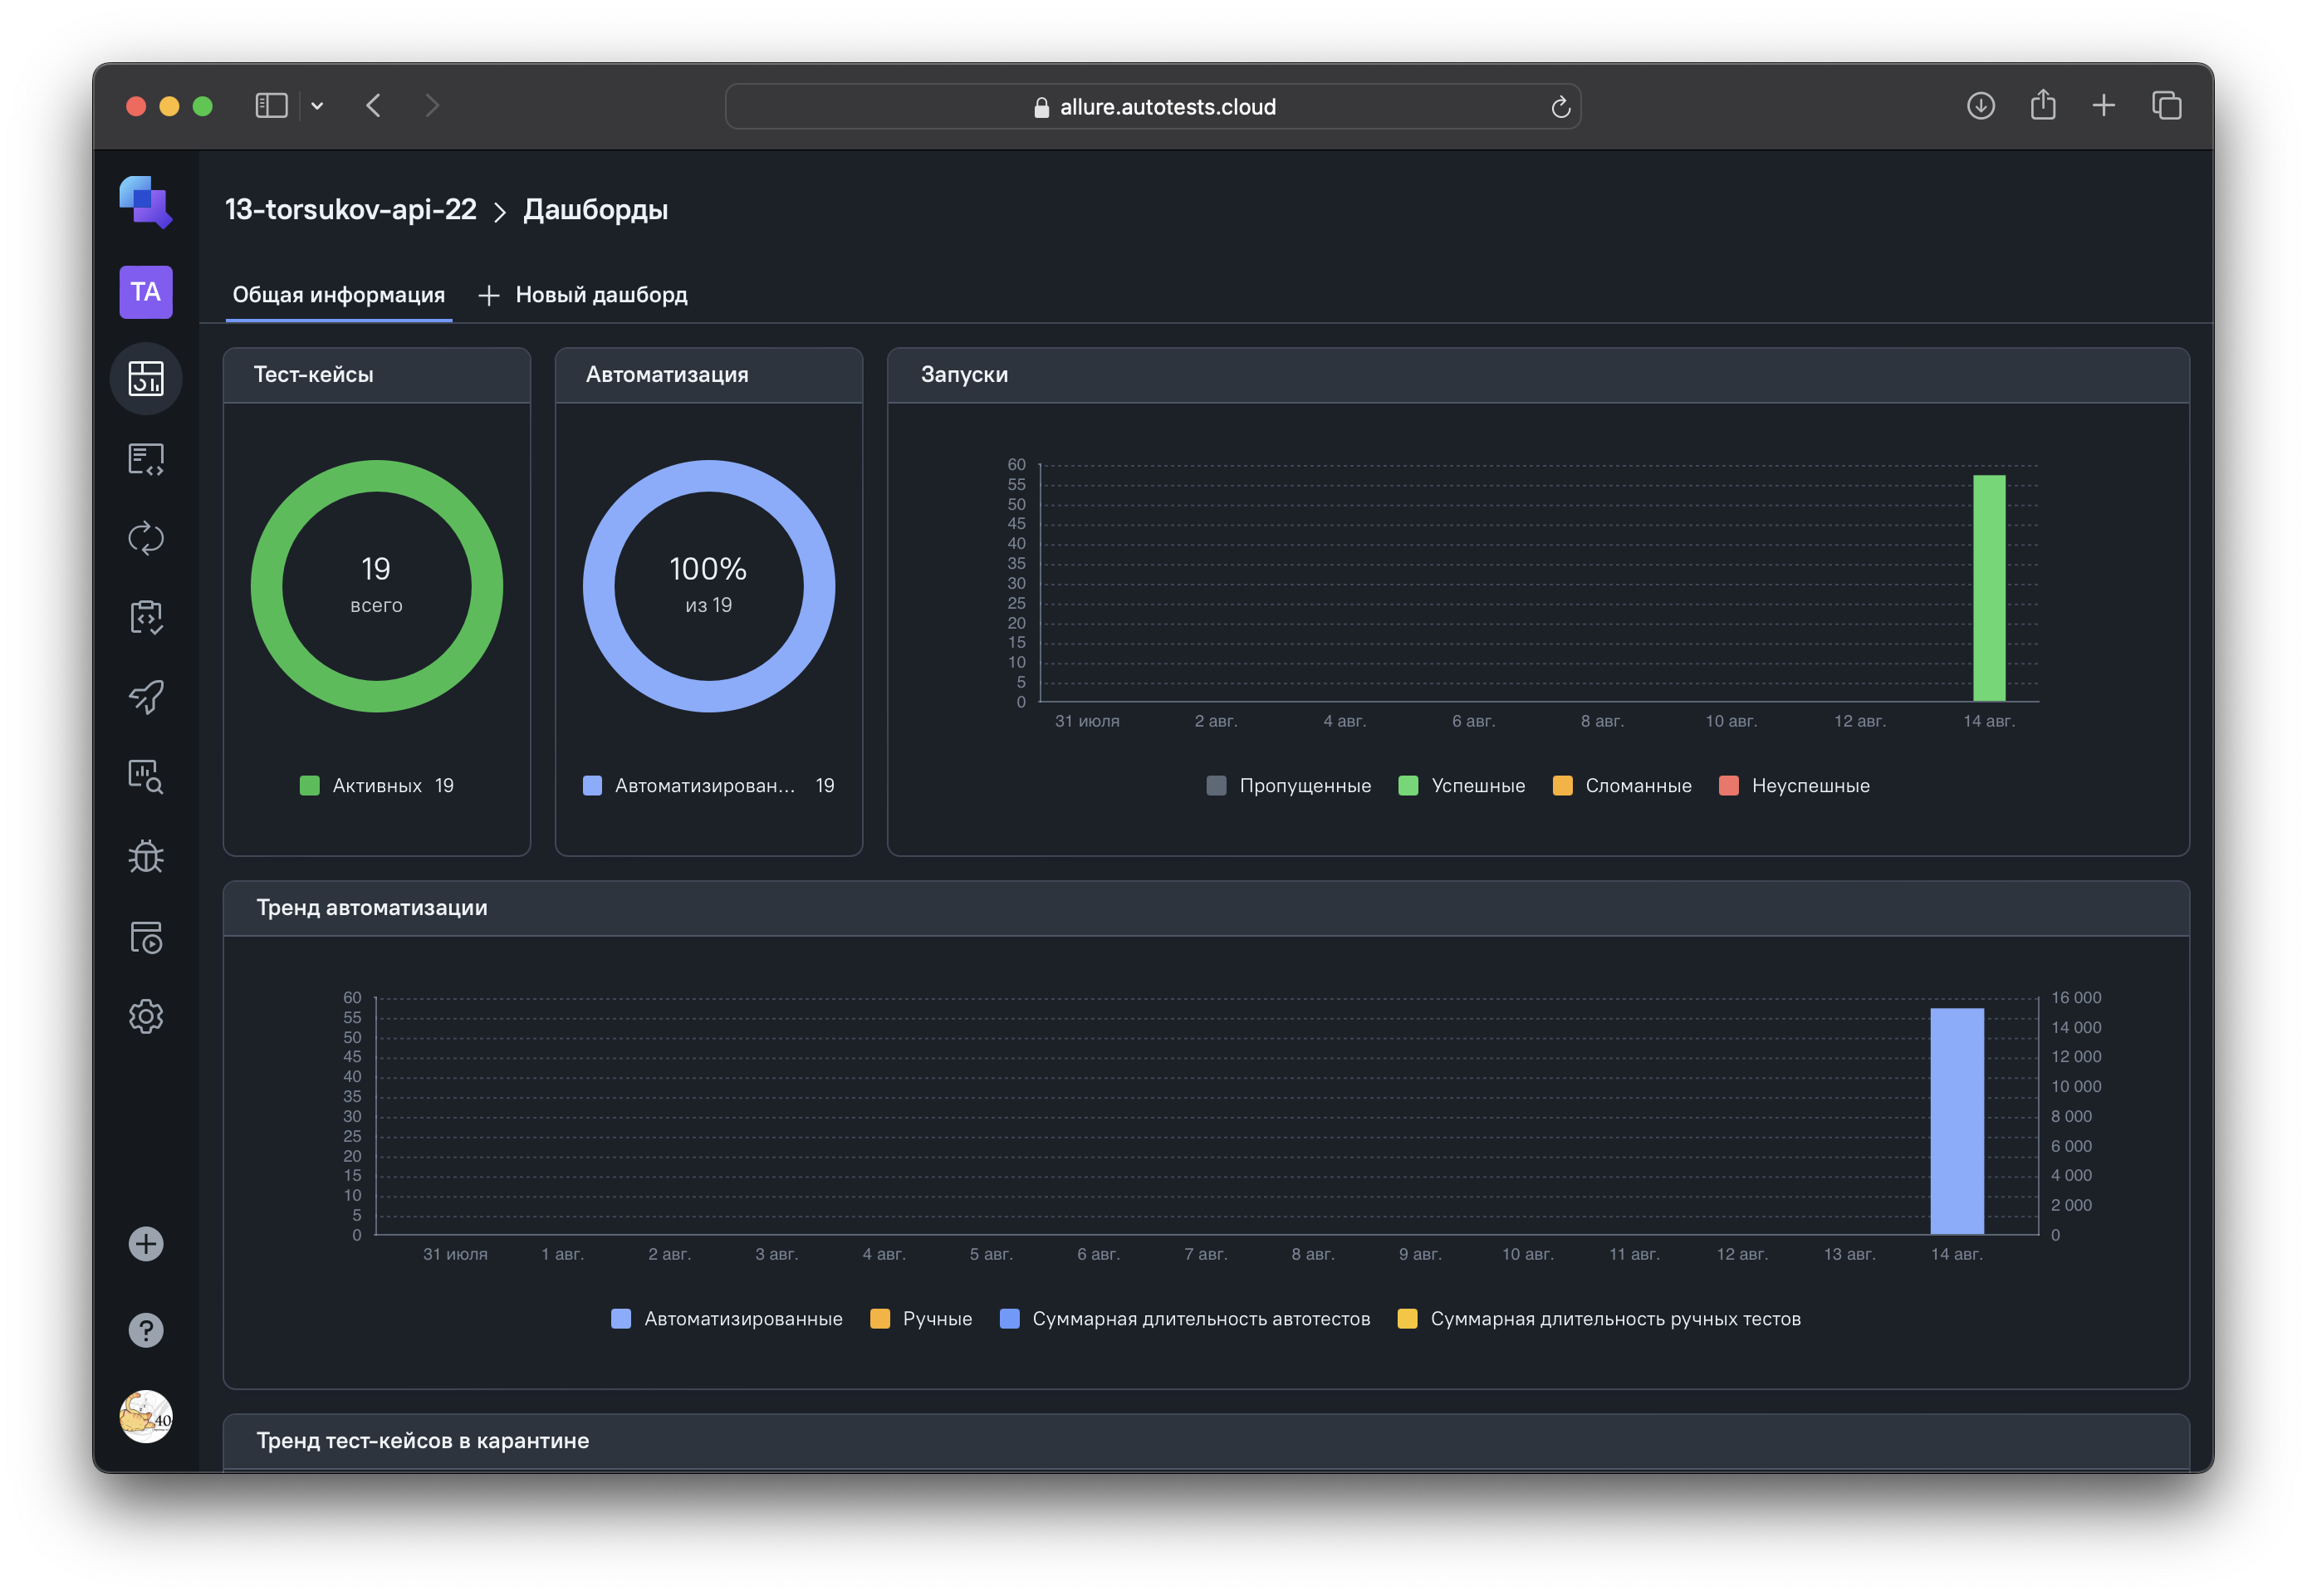 allure.autotests.cloud
13-torsukov-api-22 > Дашборды
TA
Общая информация + Новый дашборд
Тест-кейсы
19
всего
Активных 19
Автоматизация
100%
из 19
Автоматизирован... 19
Запуски
60
55
50
45
40
35
30
25
20
15
10
5
0
31 июля 2 авг. 4 авг. 6 авг. 8 авг. 10 авг. 12 авг. 14 авг.
Пропущенные Успешные Сломанные Неуспешные
Тренд автоматизации
60
55
50
45
40
35
30
25
20
15
10
5
0
16 000
14 000
12 000
10 000
8 000
6 000
4 000
2 000
0
31 июля 1 авг. 2 авг. 3 авг. 4 авг. 5 авг. 6 авг. 7 авг. 8 авг. 9 авг. 10 авг. 11 авг. 12 авг. 13 авг. 14 авг.
Автоматизированные Ручные Суммарная длительность автотестов Суммарная длительность ручных тестов
?
40
Тренд тест-кейсов в карантине